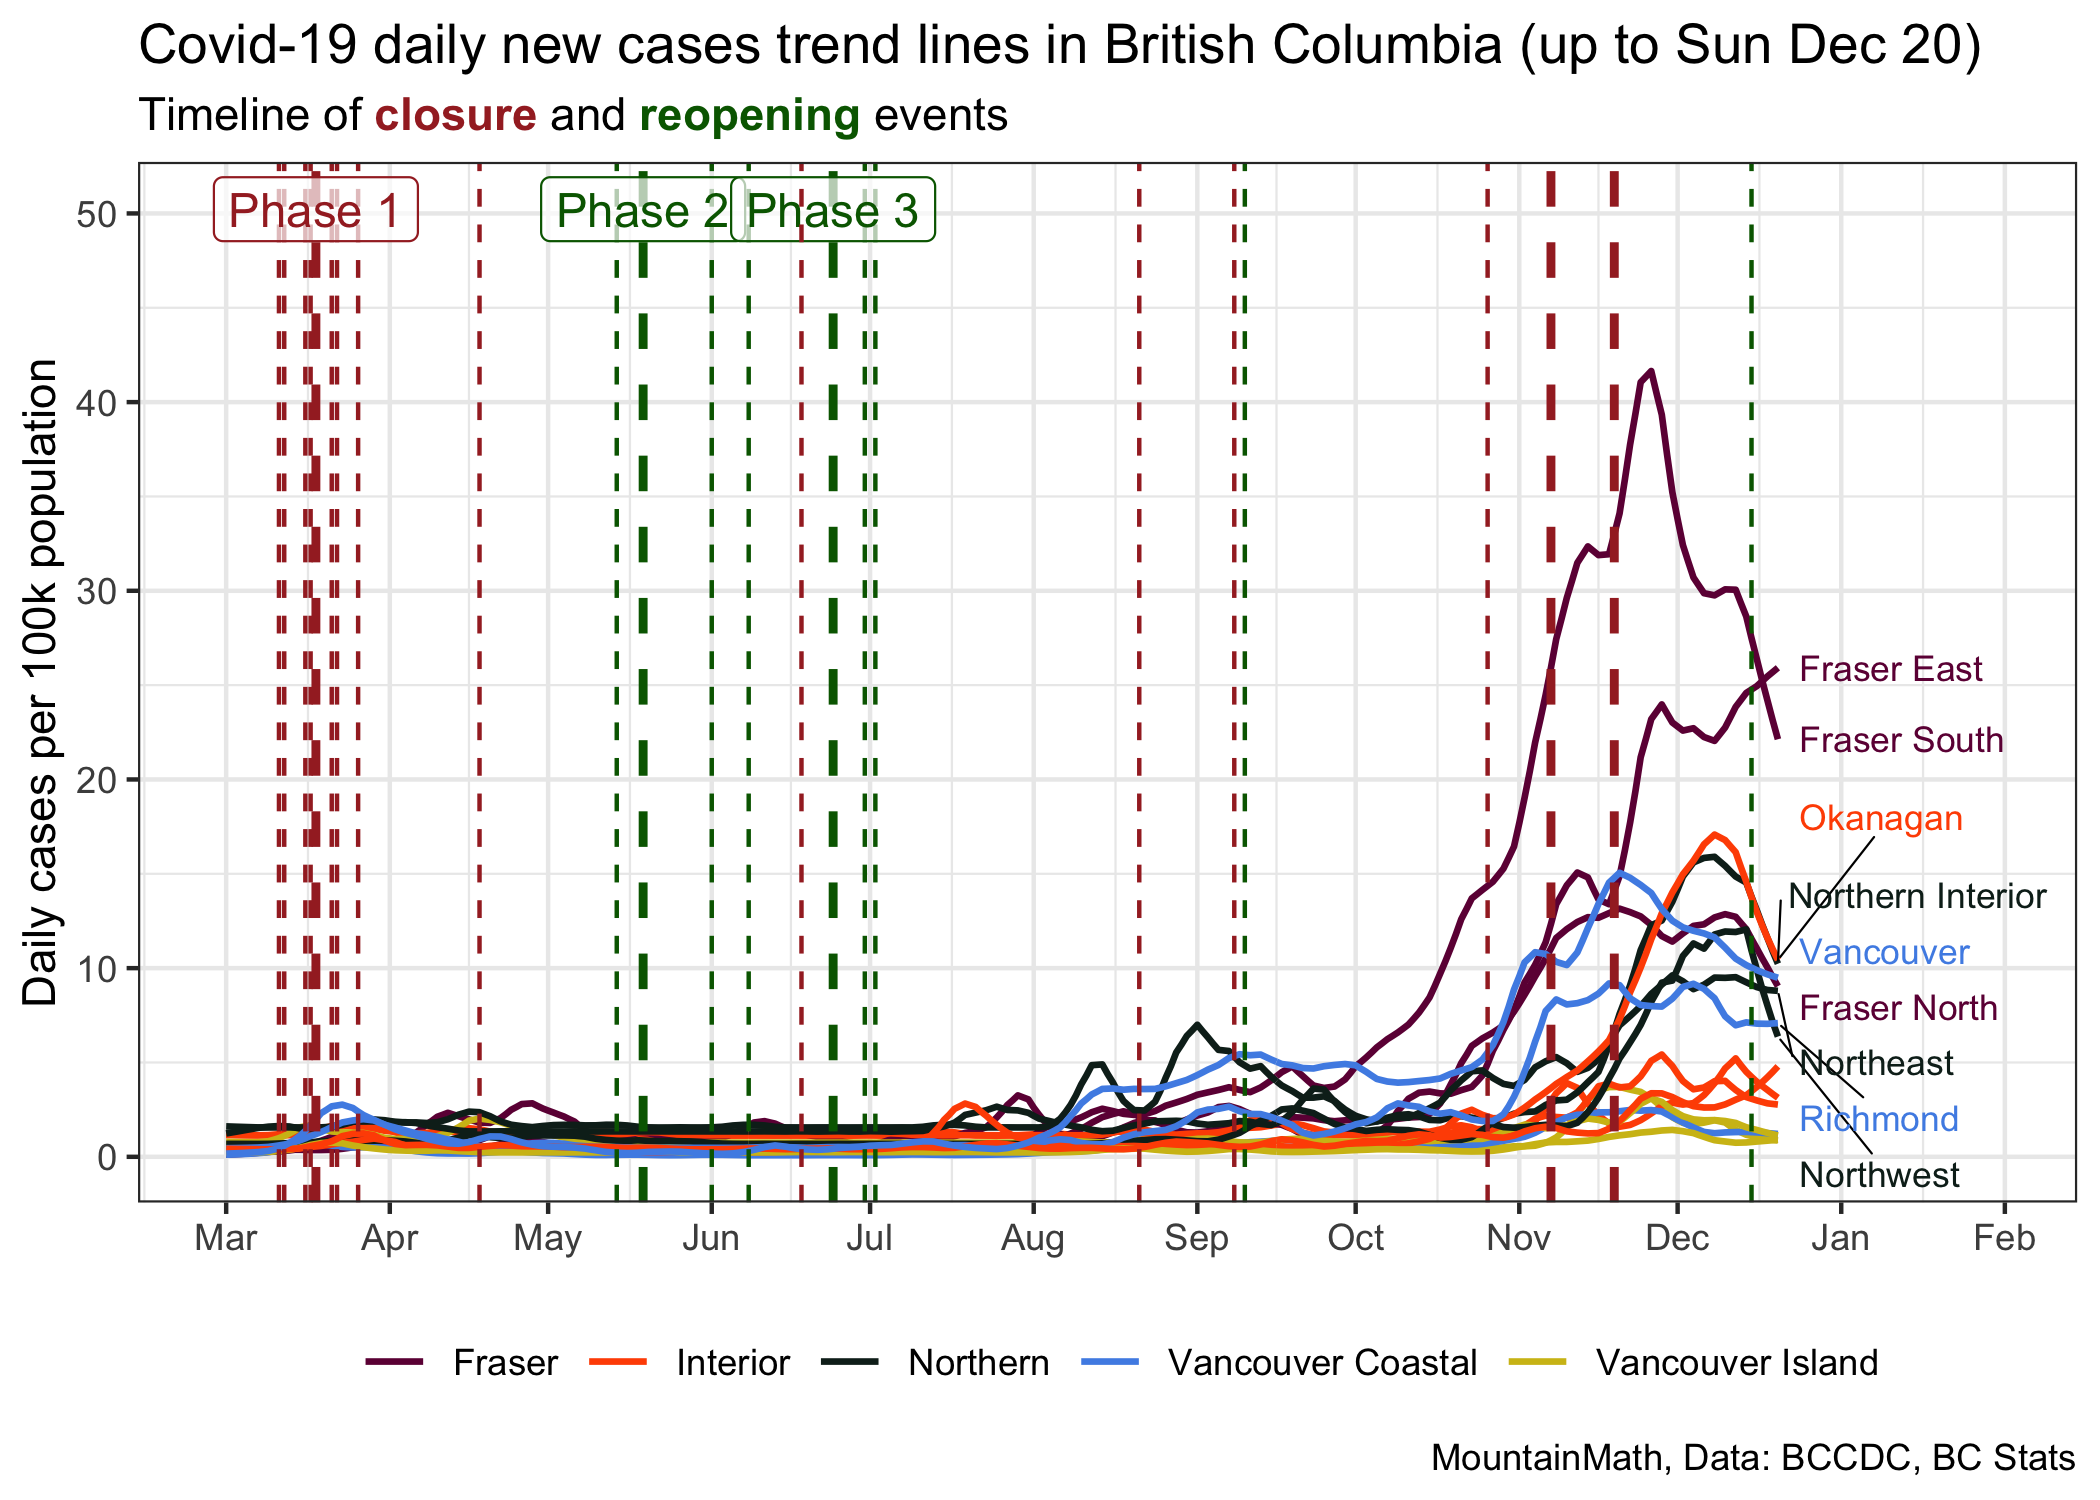 Covid-19 daily new cases trend lines in British Columbia (up to Sun Dec 20)
Timeline of closure and reopening events
Daily cases per 100k population
50
40
30
20
10
0
Phase 1
Phase 2
Phase 3
Fraser East
Fraser South
Okanagan
Northern Interior
Vancouver
Fraser North
Northeast
Richmond
Northwest
Mar Apr May Jun Jul Aug Sep Oct Nov Dec Jan Feb
Fraser Interior Northern Vancouver Coastal Vancouver Island
MountainMath, Data: BCCDC, BC Stats